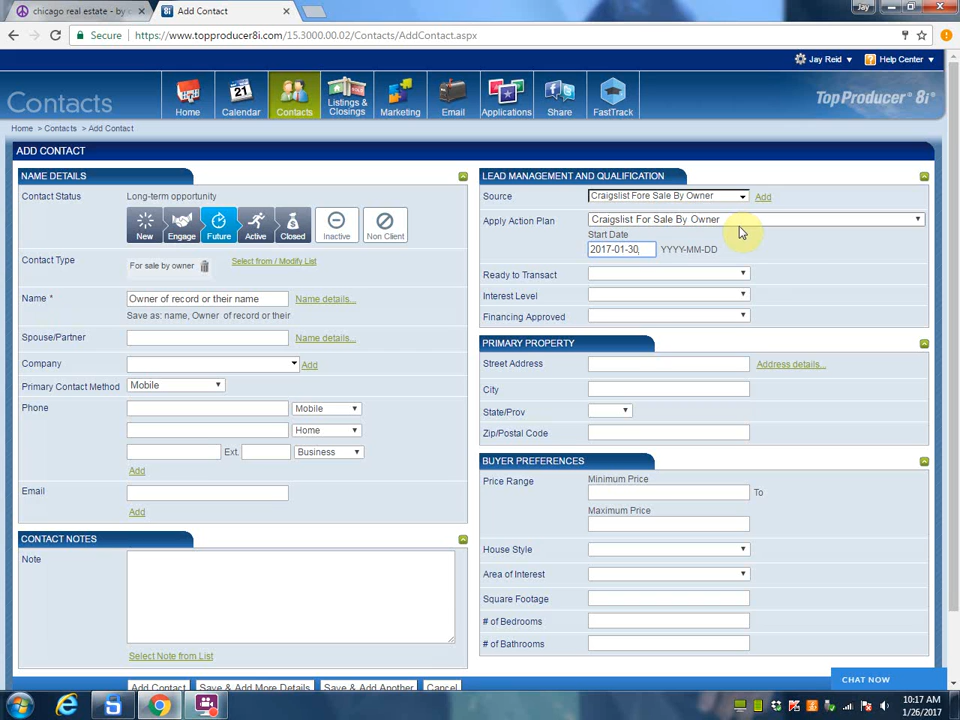 chicago real estate - by c
8i Add Contact
Jay
Secure
https://www.topproducer8i.com/15.3000.00.02/Contacts/AddContact.aspx
Jay Reid
Help Center
Contacts
Home
21
Calendar
Contacts
Listings & Closings
Marketing
Email
Applications
Share
FastTrack
TOP PRODUCER® 8i®
Home > Contacts > Add Contact
ADD CONTACT
NAME DETAILS
Contact Status
Long-term opportunity
New
Engage
Future
Active
Closed
Inactive
Non Client
Contact Type
For sale by owner
Select from / Modify List
Name *
Owner of record or their name
Name details...
Save as: name, Owner of record or their
Spouse/Partner
Name details...
Company
Add
Primary Contact Method
Mobile
Phone
Mobile
Home
Ext.
Business
Add
Email
Add
CONTACT NOTES
Note
Select Note from List
Add Contact
Save & Add More Details
Save & Add Another
Cancel
LEAD MANAGEMENT AND QUALIFICATION
Source
Craigslist Fore Sale By Owner
Add
Apply Action Plan
Craigslist For Sale By Owner
Start Date
2017-01-30,
YYYY-MM-DD
Ready to Transact
Interest Level
Financing Approved
PRIMARY PROPERTY
Street Address
Address details...
City
State/Prov
Zip/Postal Code
BUYER PREFERENCES
Price Range
Minimum Price
To
Maximum Price
House Style
Area of Interest
Square Footage
# of Bedrooms
# of Bathrooms
CHAT NOW
10:17 AM
1/26/2017